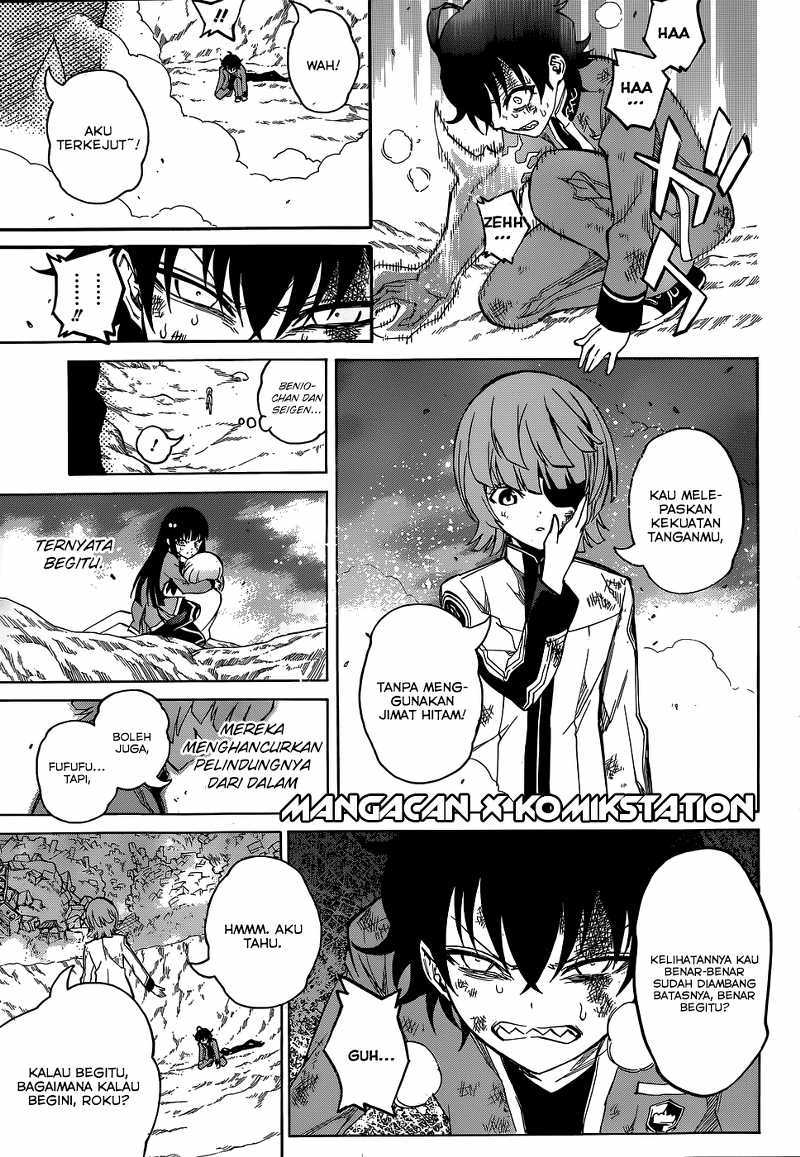 HAA
HAA
...
ZEHH
...
ガク
!!
WAH!
AKU
TERKEJUT~!
......
!!
KAU MELE-
PASKAN
KEKUATAN
TANGANMU,
TANPA MENG-
GUNAKAN
JIMAT HITAM!
BENIO-
CHAN DAN
SEIGEN...
!
TERNYATA
BEGITU.
MEREKA
MENGHANCURKAN
PELINDUNGNYA
DARI DALAM
BOLEH
JUGA,
FUFUFU...
TAPI,
MANGACAN X KOMIKSTATION
KELIHATANNYA KAU
BENAR-BENAR
SUDAH DIAMBANG
BATASNYA, BENAR
BEGITU?
GUH...
HMMM. AKU
TAHU.
KALAU BEGITU,
BAGAIMANA KALAU
BEGINI, ROKU?